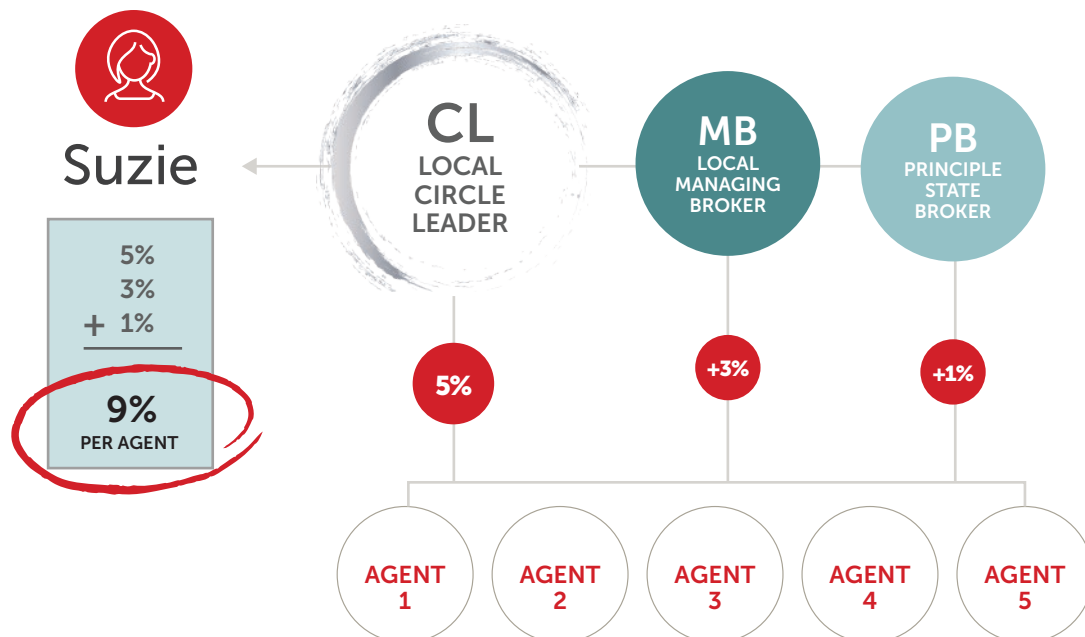 Suzie
5%
3%
+ 1%
9%
PER AGENT
CL
LOCAL
CIRCLE
LEADER
MB
LOCAL
MANAGING
BROKER
PB
PRINCIPLE
STATE
BROKER
5%
+3%
+1%
AGENT
1
AGENT
2
AGENT
3
AGENT
4
AGENT
5